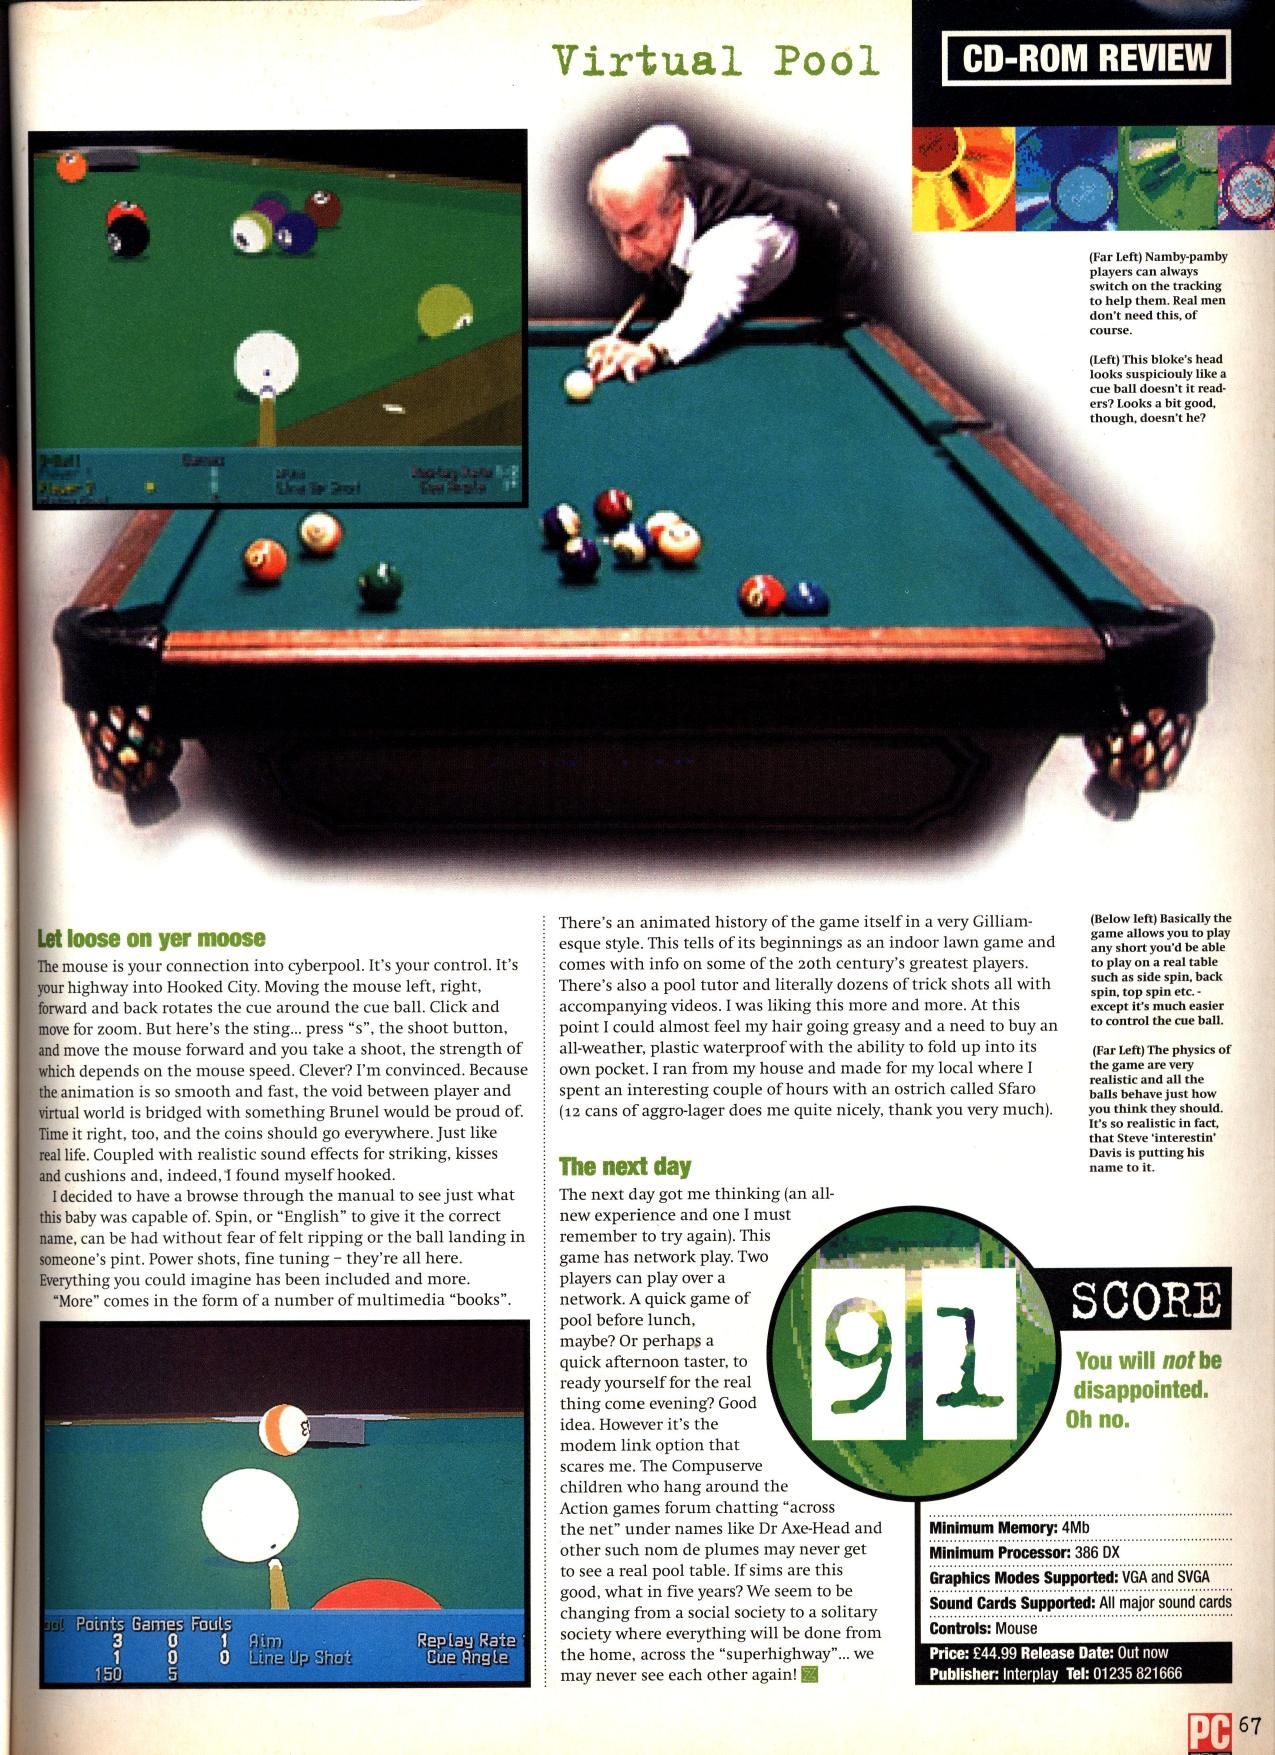 Virtual Pool
CD-ROM REVIEW
(Far Left) Namby-pamby
players can always
switch on the tracking
to help them. Real men
don't need this, of
course.
(Left) This bloke's head
looks suspiciouly like a
cue ball doesn't it read-
ers? Looks a bit good,
though, doesn't he?
Let loose on yer moose
The mouse is your connection into cyberpool. It's your control. It's
your highway into Hooked City. Moving the mouse left, right,
forward and back rotates the cue around the cue ball. Click and
move for zoom. But here's the sting... press “s”, the shoot button,
and move the mouse forward and you take a shoot, the strength of
which depends on the mouse speed. Clever? I'm convinced. Because
the animation is so smooth and fast, the void between player and
virtual world is bridged with something Brunel would be proud of.
Time it right, too, and the coins should go everywhere. Just like
real life. Coupled with realistic sound effects for striking, kisses
and cushions and, indeed, I found myself hooked.
I decided to have a browse through the manual to see just what
this baby was capable of. Spin, or “English” to give it the correct
name, can be had without fear of felt ripping or the ball landing in
someone's pint. Power shots, fine tuning – they're all here.
Everything you could imagine has been included and more.
“More” comes in the form of a number of multimedia “books”.
Points Games Fouls
3 0 1 Aim Replay Rate
1 0 0 Line Up Shot Cue Angle
150 5
There's an animated history of the game itself in a very Gilliam-
esque style. This tells of its beginnings as an indoor lawn game and
comes with info on some of the 20th century's greatest players.
There's also a pool tutor and literally dozens of trick shots all with
accompanying videos. I was liking this more and more. At this
point I could almost feel my hair going greasy and a need to buy an
all-weather, plastic waterproof with the ability to fold up into its
own pocket. I ran from my house and made for my local where I
spent an interesting couple of hours with an ostrich called Sfaro
(12 cans of aggro-lager does me quite nicely, thank you very much).
The next day
The next day got me thinking (an all-
new experience and one I must
remember to try again). This
game has network play. Two
players can play over a
network. A quick game of
pool before lunch,
maybe? Or perhaps a
quick afternoon taster, to
ready yourself for the real
thing come evening? Good
idea. However it's the
modem link option that
scares me. The Compuserve
children who hang around the
Action games forum chatting “across
the net” under names like Dr Axe-Head and
other such nom de plumes may never get
to see a real pool table. If sims are this
good, what in five years? We seem to be
changing from a social society to a solitary
society where everything will be done from
the home, across the “superhighway”... we
may never see each other again!
(Below left) Basically the
game allows you to play
any short you'd be able
to play on a real table
such as side spin, back
spin, top spin etc. -
except it's much easier
to control the cue ball.
(Far Left) The physics of
the game are very
realistic and all the
balls behave just how
you think they should.
It's so realistic in fact,
that Steve 'interestin'
Davis is putting his
name to it.
91
SCORE
You will not be
disappointed.
Oh no.
Minimum Memory: 4Mb
Minimum Processor: 386 DX
Graphics Modes Supported: VGA and SVGA
Sound Cards Supported: All major sound cards
Controls: Mouse
Price: £44.99 Release Date: Out now
Publisher: Interplay Tel: 01235 821666
PC 67